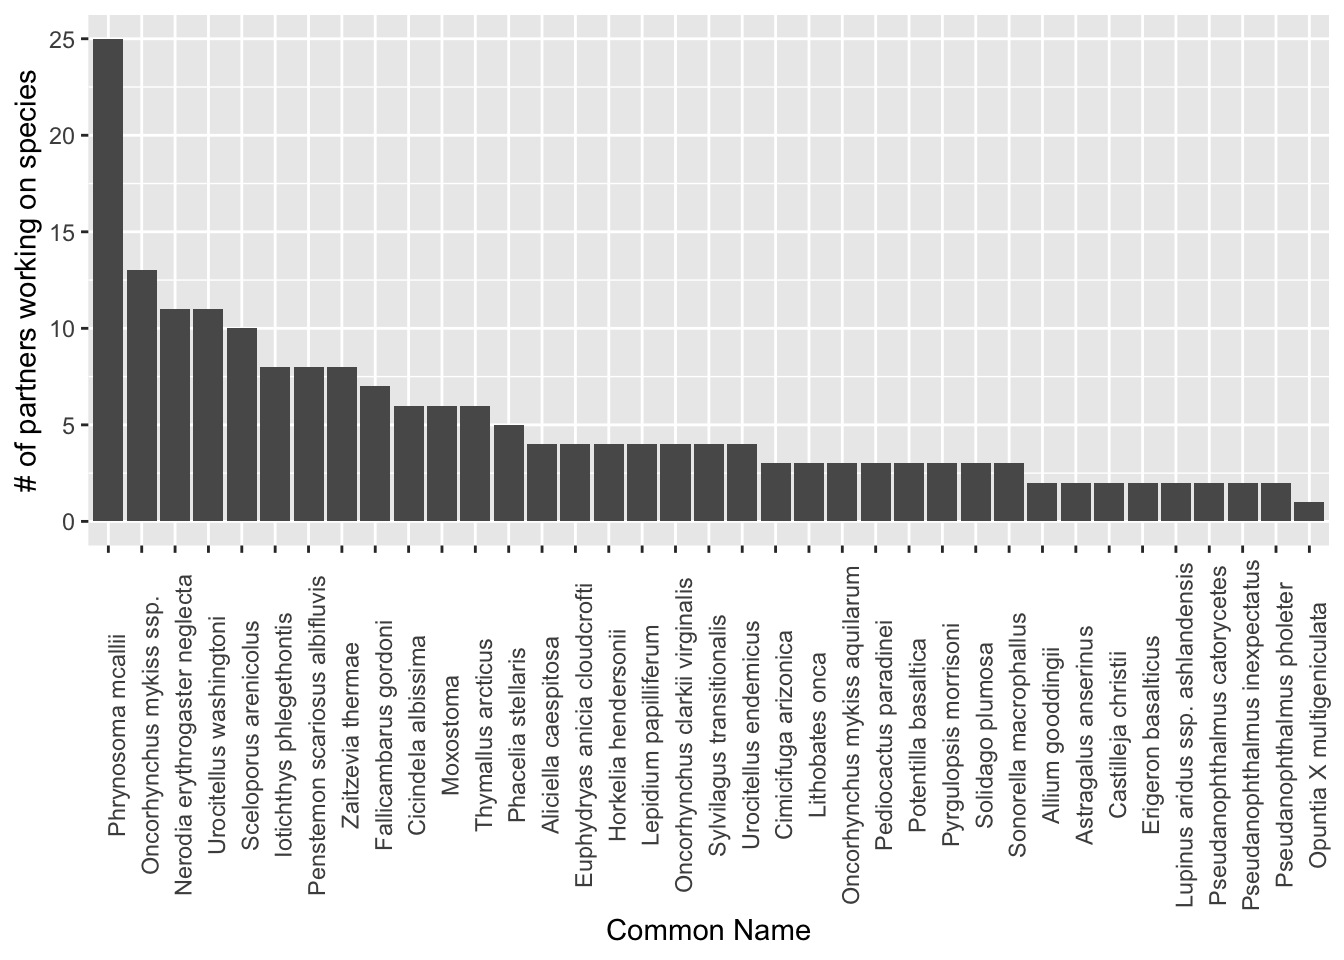 # of partners working on species
25
20
15
10
5
0
Phrynosoma mcallii
Oncorhynchus mykiss ssp.
Nerodia erythrogaster neglecta
Urocitellus washingtoni
Sceloporus arenicolus
Iotichthys phlegethontis
Penstemon scariosus albifluvis
Zaitzevia thermae
Fallicambarus gordoni
Cicindela albissima
Moxostoma
Thymallus arcticus
Phacelia stellaris
Aliciella caespitosa
Euphydryas anicia cloudcrofti
Horkelia hendersonii
Lepidium papilliferum
Oncorhynchus clarkii virginalis
Sylvilagus transitionalis
Urocitellus endemicus
Cimicifuga arizonica
Lithobates onca
Oncorhynchus mykiss aquilarum
Pediocactus paradinei
Potentilla basaltica
Pyrgulopsis morrisoni
Solidago plumosa
Sonorella macrophallus
Allium gooddingii
Astragalus anserinus
Castilleja christii
Erigeron basalticus
Lupinus aridus ssp. ashlandensis
Pseudanophthalmus catorycetes
Pseudanophthalmus inexpectatus
Pseudanophthalmus pholeter
Opuntia X multigeniculata
Common Name